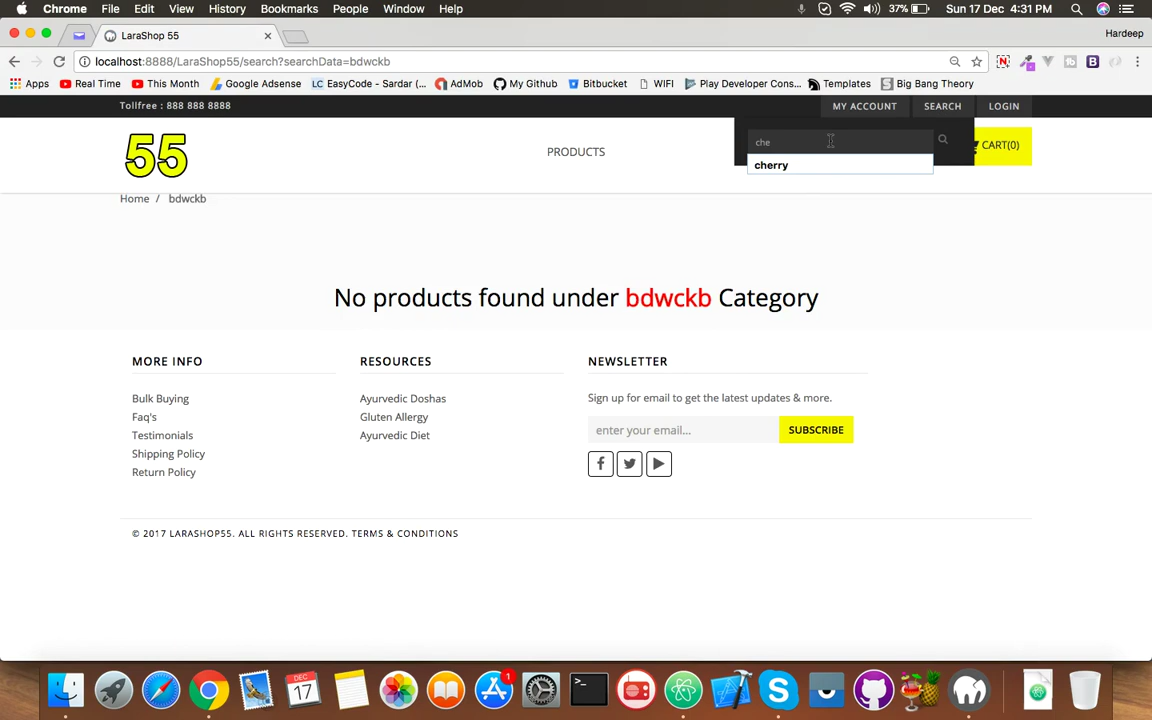 Chrome File Edit View History Bookmarks People Window Help 37% Sun 17 Dec 4:31 PM
LaraShop 55 Hardeep
localhost:8888/LaraShop55/search?searchData=bdwckb
Apps Real Time This Month Google Adsense LC EasyCode - Sardar (... AdMob My Github Bitbucket WIFI Play Developer Cons... Templates Big Bang Theory
Tollfree : 888 888 8888 MY ACCOUNT SEARCH LOGIN
55 PRODUCTS che CART(0)
cherry
Home / bdwckb
No products found under bdwckb Category
MORE INFO RESOURCES NEWSLETTER
Bulk Buying Ayurvedic Doshas Sign up for email to get the latest updates & more.
Faq's Gluten Allergy enter your email... SUBSCRIBE
Testimonials Ayurvedic Diet
Shipping Policy
Return Policy
© 2017 LARASHOP55. ALL RIGHTS RESERVED. TERMS & CONDITIONS
DEC
17
1